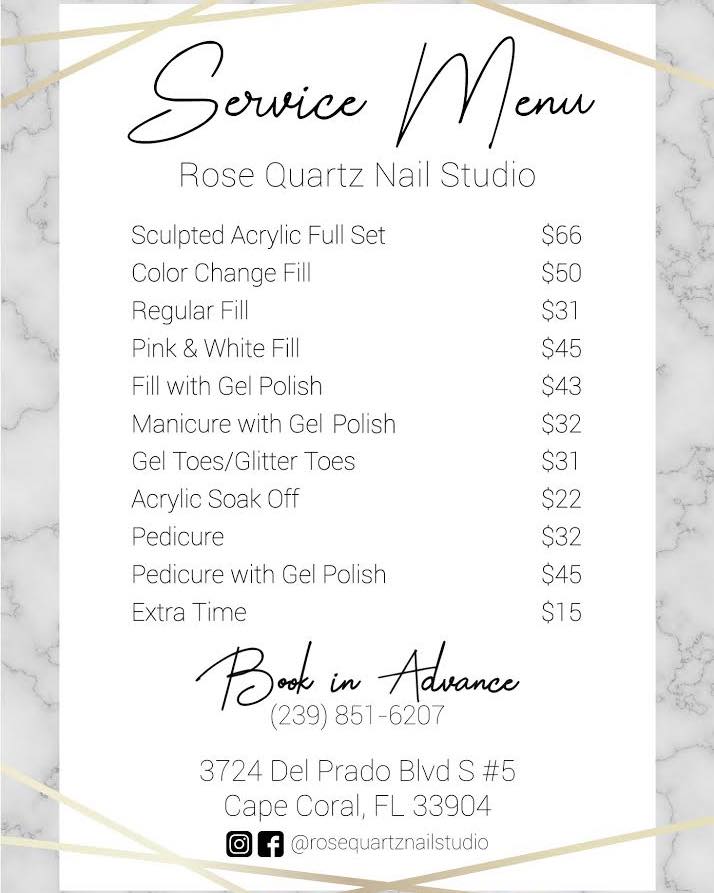 Service Menu
Rose Quartz Nail Studio
Sculpted Acrylic Full Set $66
Color Change Fill $50
Regular Fill $31
Pink & White Fill $45
Fill with Gel Polish $43
Manicure with Gel Polish $32
Gel Toes/Glitter Toes $31
Acrylic Soak Off $22
Pedicure $32
Pedicure with Gel Polish $45
Extra Time $15
Book in Advance
(239) 851-6207
3724 Del Prado Blvd S #5
Cape Coral, FL 33904
@rosequartznailstudio